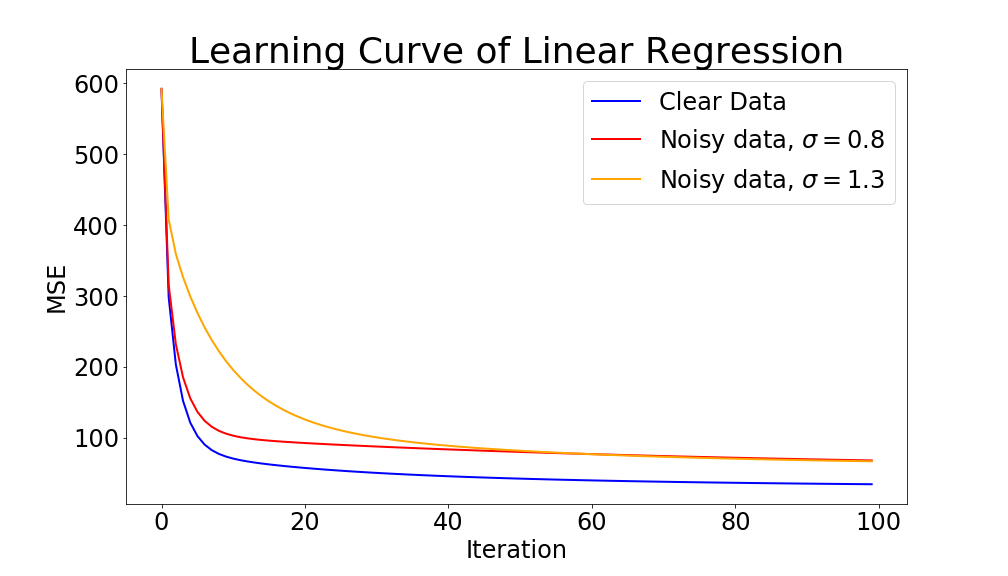 Learning Curve of Linear Regression
600
500
400
300
200
100
MSE
Clear Data
Noisy data, σ = 0.8
Noisy data, σ = 1.3
0 20 40 60 80 100
Iteration